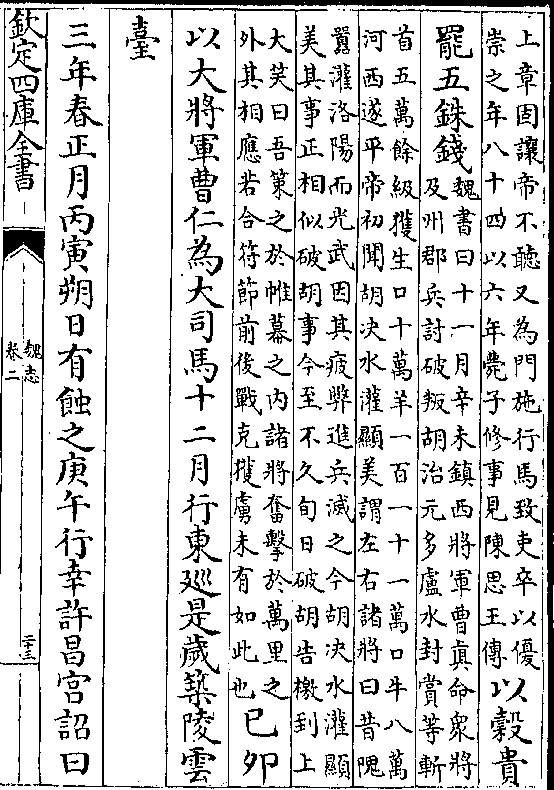 上章固讓帝不聽又為門施行馬致吏卒以優
崇之年八十四以六年薨子修事見陳思王傳
以穀貴
罷五銖錢
魏書曰十一月辛未鎮西將軍曹真命衆將
及州郡兵討破叛胡治元多盧水封賞等斬
首五萬餘級獲生口十萬羊一百一十一萬口牛八萬
河西遂平帝初聞胡決水灌顯美謂左右諸將曰昔隗
囂灌洛陽而光武因其疲弊進兵滅之今胡決水灌顯
美其事正相似破胡事今至不久旬日破胡告檄到上
大笑曰吾策之於帷幕之内諸將奮擊於萬里之
外其相應若合符節前後戰克獲虜未有如此也
已卯
以大將軍曹仁為大司馬十二月行東廵是歲築陵雲
臺
三年春正月丙寅朔日有蝕之庚午行幸許昌宫詔曰
欽定四庫全書
魏志
卷二
二十三